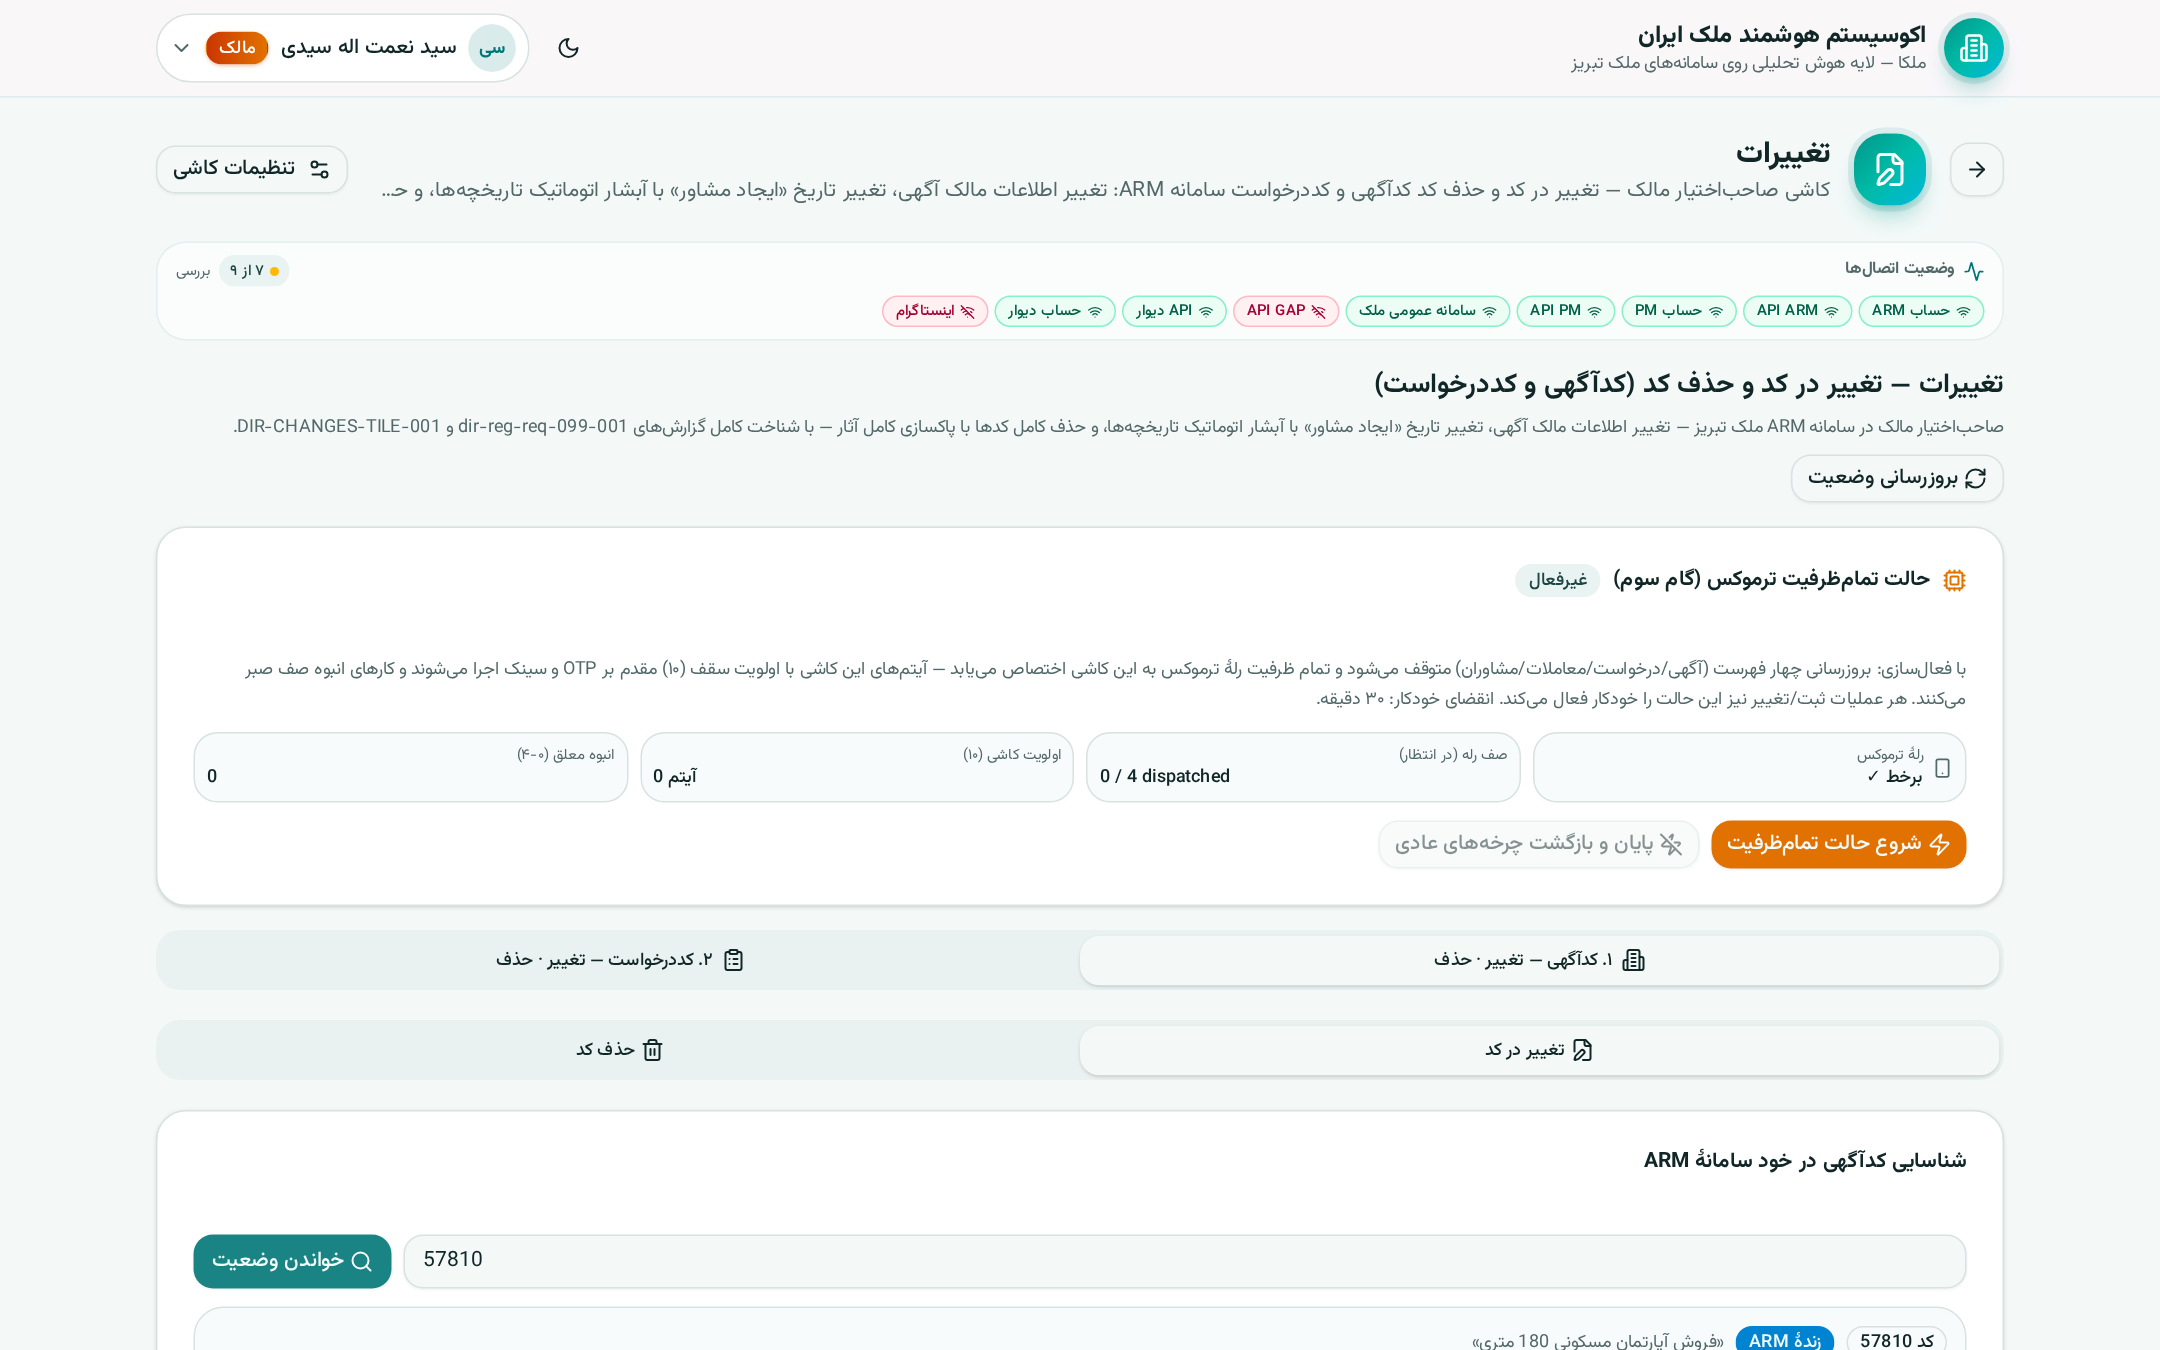 اکوسیستم هوشمند ملک ایران
ملکا — لایه هوش تحلیلی روی سامانه‌های ملک تبریز
سی
سید نعمت اله سیدی
مالک
تغییرات
کاشی صاحب‌اختیار مالک — تغییر در کد و حذف کد کدآگهی و کددرخواست سامانه ARM: تغییر اطلاعات مالک آگهی، تغییر تاریخ «ایجاد مشاور» با آبشار اتوماتیک تاریخچه‌ها، و حـ...
تنظیمات کاشی
وضعیت اتصال‌ها
۷ از ۹
بررسی
حساب ARM
API ARM
حساب PM
API PM
سامانه عمومی ملک
API GAP
API دیوار
حساب دیوار
اینستاگرام
تغییرات — تغییر در کد و حذف کد (کدآگهی و کددرخواست)
صاحب‌اختیار مالک در سامانه ARM ملک تبریز — تغییر اطلاعات مالک آگهی، تغییر تاریخ «ایجاد مشاور» با آبشار اتوماتیک تاریخچه‌ها، و حذف کامل کدها با پاکسازی کامل آثار — با شناخت کامل گزارش‌های dir-reg-req-099-001 و DIR-CHANGES-TILE-001.
بروزرسانی وضعیت
حالت تمام‌ظرفیت ترموکس (گام سوم)
غیرفعال
با فعال‌سازی: بروزرسانی چهار فهرست (آگهی/درخواست/معاملات/مشاوران) متوقف می‌شود و تمام ظرفیت رلهٔ ترموکس به این کاشی اختصاص می‌یابد — آیتم‌های این کاشی با اولویت سقف (۱۰) مقدم بر OTP و سینک اجرا می‌شوند و کارهای انبوه صف صبر
می‌کنند. هر عملیات ثبت/تغییر نیز این حالت را خودکار فعال می‌کند. انقضای خودکار: ۳۰ دقیقه.
رلهٔ ترموکس
برخط ✓
صف رله (در انتظار)
0 / 4 dispatched
اولویت کاشی (۱۰)
0 آیتم
انبوه معلق (۰-۴)
0
شروع حالت تمام‌ظرفیت
پایان و بازگشت چرخه‌های عادی
۱. کدآگهی — تغییر · حذف
۲. کددرخواست — تغییر · حذف
تغییر در کد
حذف کد
شناسایی کدآگهی در خود سامانهٔ ARM
57810
خواندن وضعیت
کد 57810
زندهٔ ARM
«فروش آپارتمان مسکونی 180 متری»